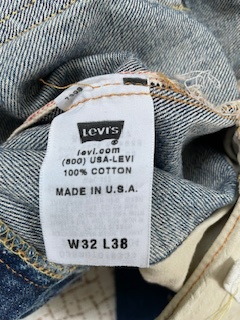 Levi's
levi.com
(800) USA-LEVI
100% COTTON
MADE IN U.S.A.
W32 L38